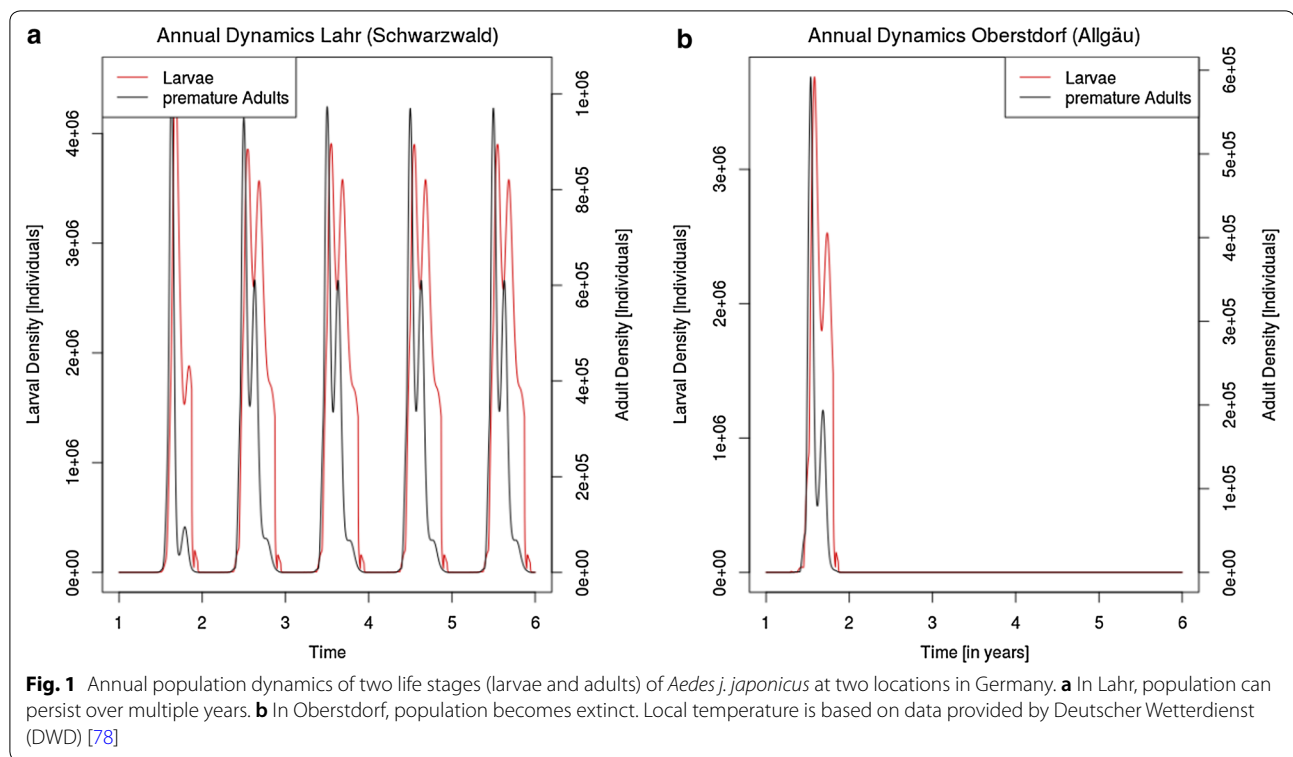 a
Annual Dynamics Lahr (Schwarzwald)
Larvae
premature Adults
Larval Density [Individuals]
4e+06
3e+06
2e+06
1e+06
0e+00
1e+06
8e+05
6e+05
4e+05
2e+05
0e+00
Adult Density [Individuals]
1 2 3 4 5 6
Time
b
Annual Dynamics Oberstdorf (Allgäu)
Larvae
premature Adults
Larval Density [Individuals]
3e+06
2e+06
1e+06
0e+00
6e+05
5e+05
4e+05
3e+05
2e+05
1e+05
0e+00
Adult Density [Individuals]
1 2 3 4 5 6
Time [in years]
Fig. 1 Annual population dynamics of two life stages (larvae and adults) of Aedes j. japonicus at two locations in Germany. a In Lahr, population can
persist over multiple years. b In Oberstdorf, population becomes extinct. Local temperature is based on data provided by Deutscher Wetterdienst
(DWD) [78]